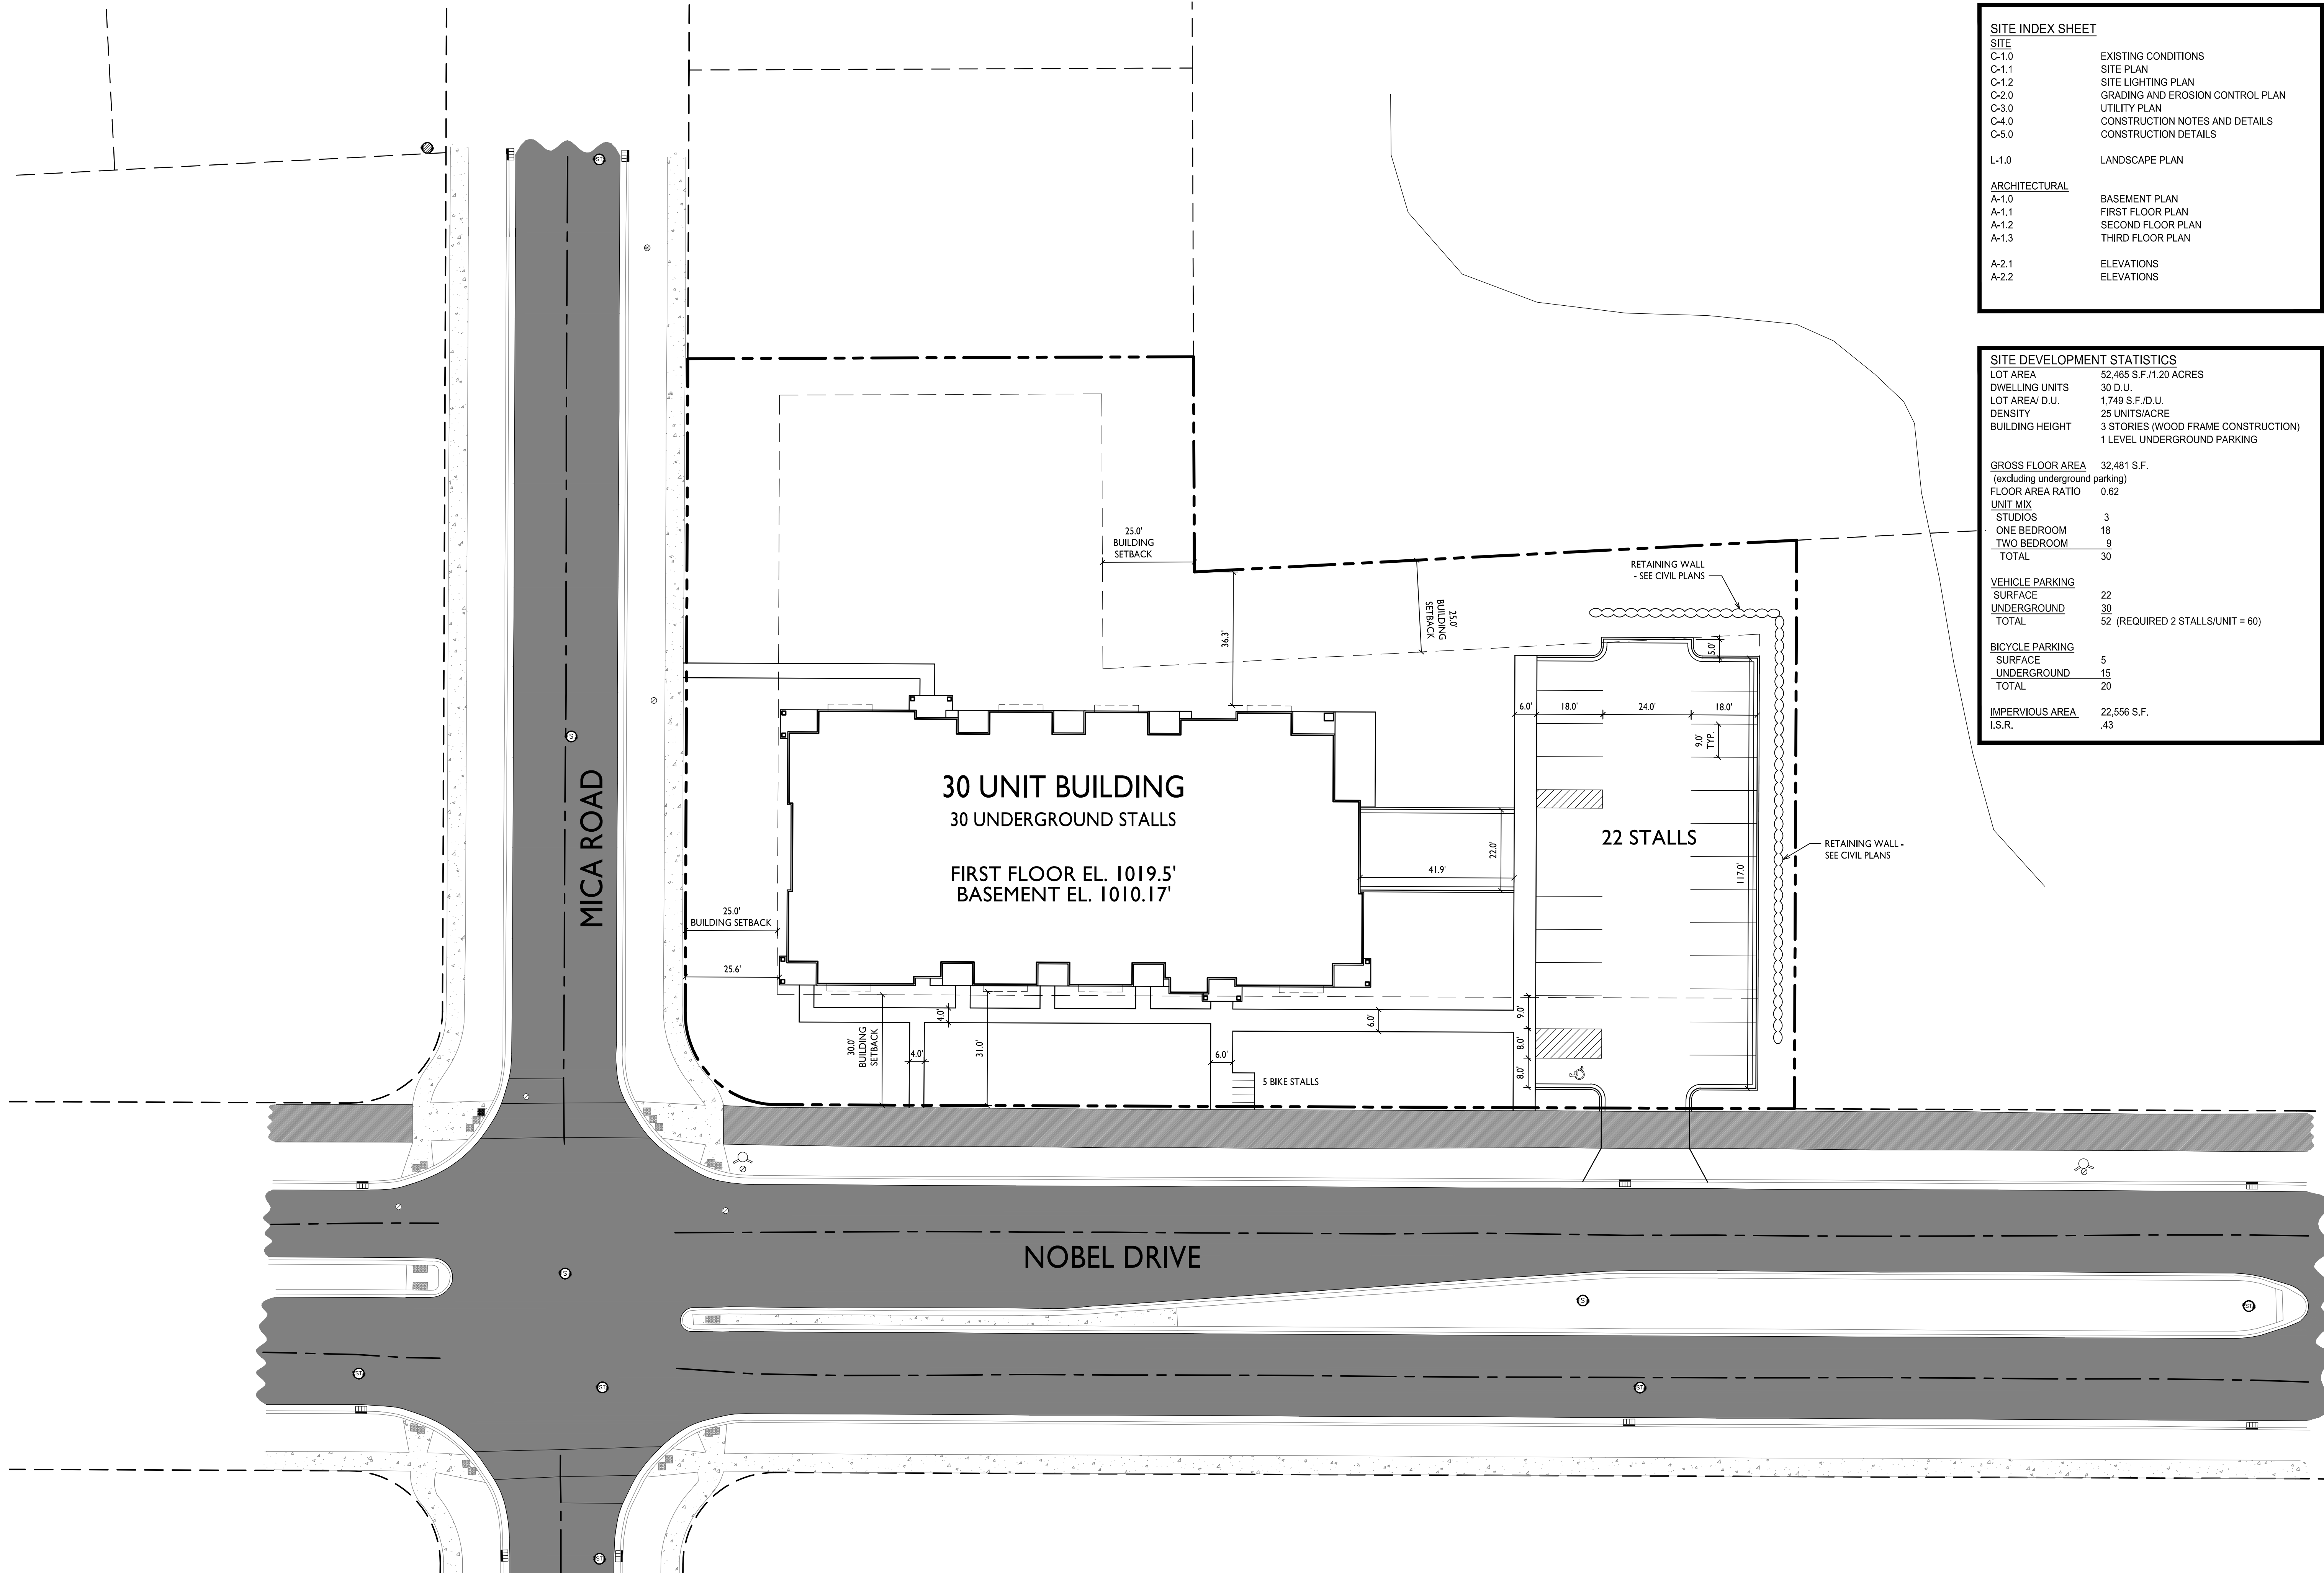 SITE INDEX SHEET
SITE
C-1.0 EXISTING CONDITIONS
C-1.1 SITE PLAN
C-1.2 SITE LIGHTING PLAN
C-2.0 GRADING AND EROSION CONTROL PLAN
C-3.0 UTILITY PLAN
C-4.0 CONSTRUCTION NOTES AND DETAILS
C-5.0 CONSTRUCTION DETAILS
L-1.0 LANDSCAPE PLAN
ARCHITECTURAL
A-1.0 BASEMENT PLAN
A-1.1 FIRST FLOOR PLAN
A-1.2 SECOND FLOOR PLAN
A-1.3 THIRD FLOOR PLAN
A-2.1 ELEVATIONS
A-2.2 ELEVATIONS
SITE DEVELOPMENT STATISTICS
LOT AREA 52,465 S.F./1.20 ACRES
DWELLING UNITS 30 D.U.
LOT AREA/ D.U. 1,749 S.F./D.U.
DENSITY 25 UNITS/ACRE
BUILDING HEIGHT 3 STORIES (WOOD FRAME CONSTRUCTION)
1 LEVEL UNDERGROUND PARKING
GROSS FLOOR AREA 32,481 S.F.
(excluding underground parking)
FLOOR AREA RATIO 0.62
UNIT MIX
STUDIOS 3
ONE BEDROOM 18
TWO BEDROOM 9
TOTAL 30
VEHICLE PARKING
SURFACE 22
UNDERGROUND 30
TOTAL 52 (REQUIRED 2 STALLS/UNIT = 60)
BICYCLE PARKING
SURFACE 5
UNDERGROUND 15
TOTAL 20
IMPERVIOUS AREA 22,556 S.F.
I.S.R. .43
ST
25.0'
BUILDING
SETBACK
36.3'
25.0'
BUILDING
SETBACK
RETAINING WALL
- SEE CIVIL PLANS
5.0'
6.0'
18.0'
24.0'
18.0'
9.0'
TYP.
S
MICA ROAD
30 UNIT BUILDING
30 UNDERGROUND STALLS
FIRST FLOOR EL. 1019.5'
BASEMENT EL. 1010.17'
22.0'
41.9'
22 STALLS
117.0'
RETAINING WALL -
SEE CIVIL PLANS
25.0'
BUILDING SETBACK
25.6'
30.0'
BUILDING
SETBACK
4.0'
4.0'
31.0'
6.0'
6.0'
9.0'
8.0'
8.0'
5 BIKE STALLS
NOBEL DRIVE
S
S
ST
ST
ST
ST
ST